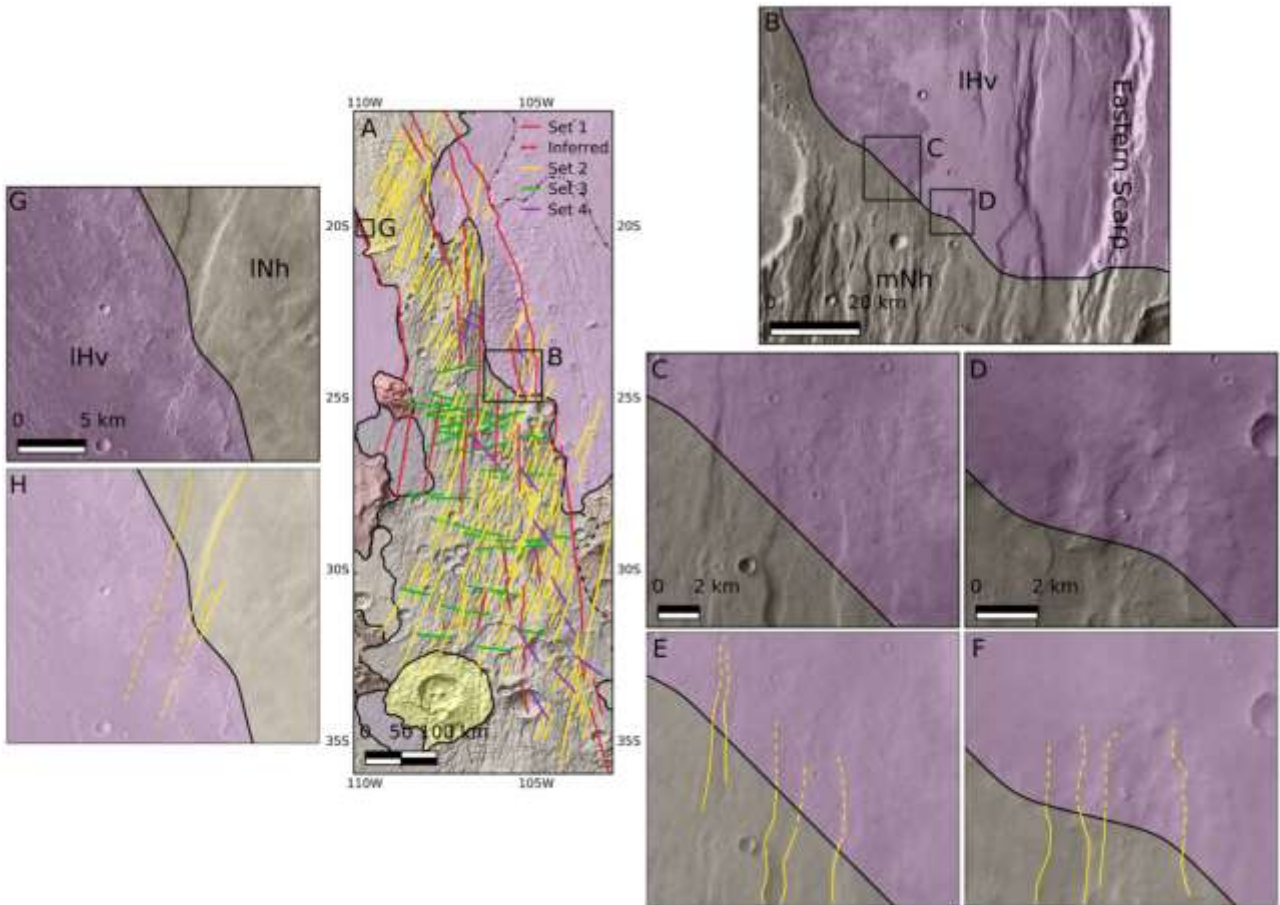 110W 105W
A
Set 1
Inferred
Set 2
Set 3
Set 4
20S
G
B
25S 25S
30S 30S
35S 35S
0 50 100 km
110W 105W
B
lHv
Eastern Scarp
C
D
mNh
0 20 km
G
lNh
lHv
0 5 km
H
C
0 2 km
D
0 2 km
E
F
20S